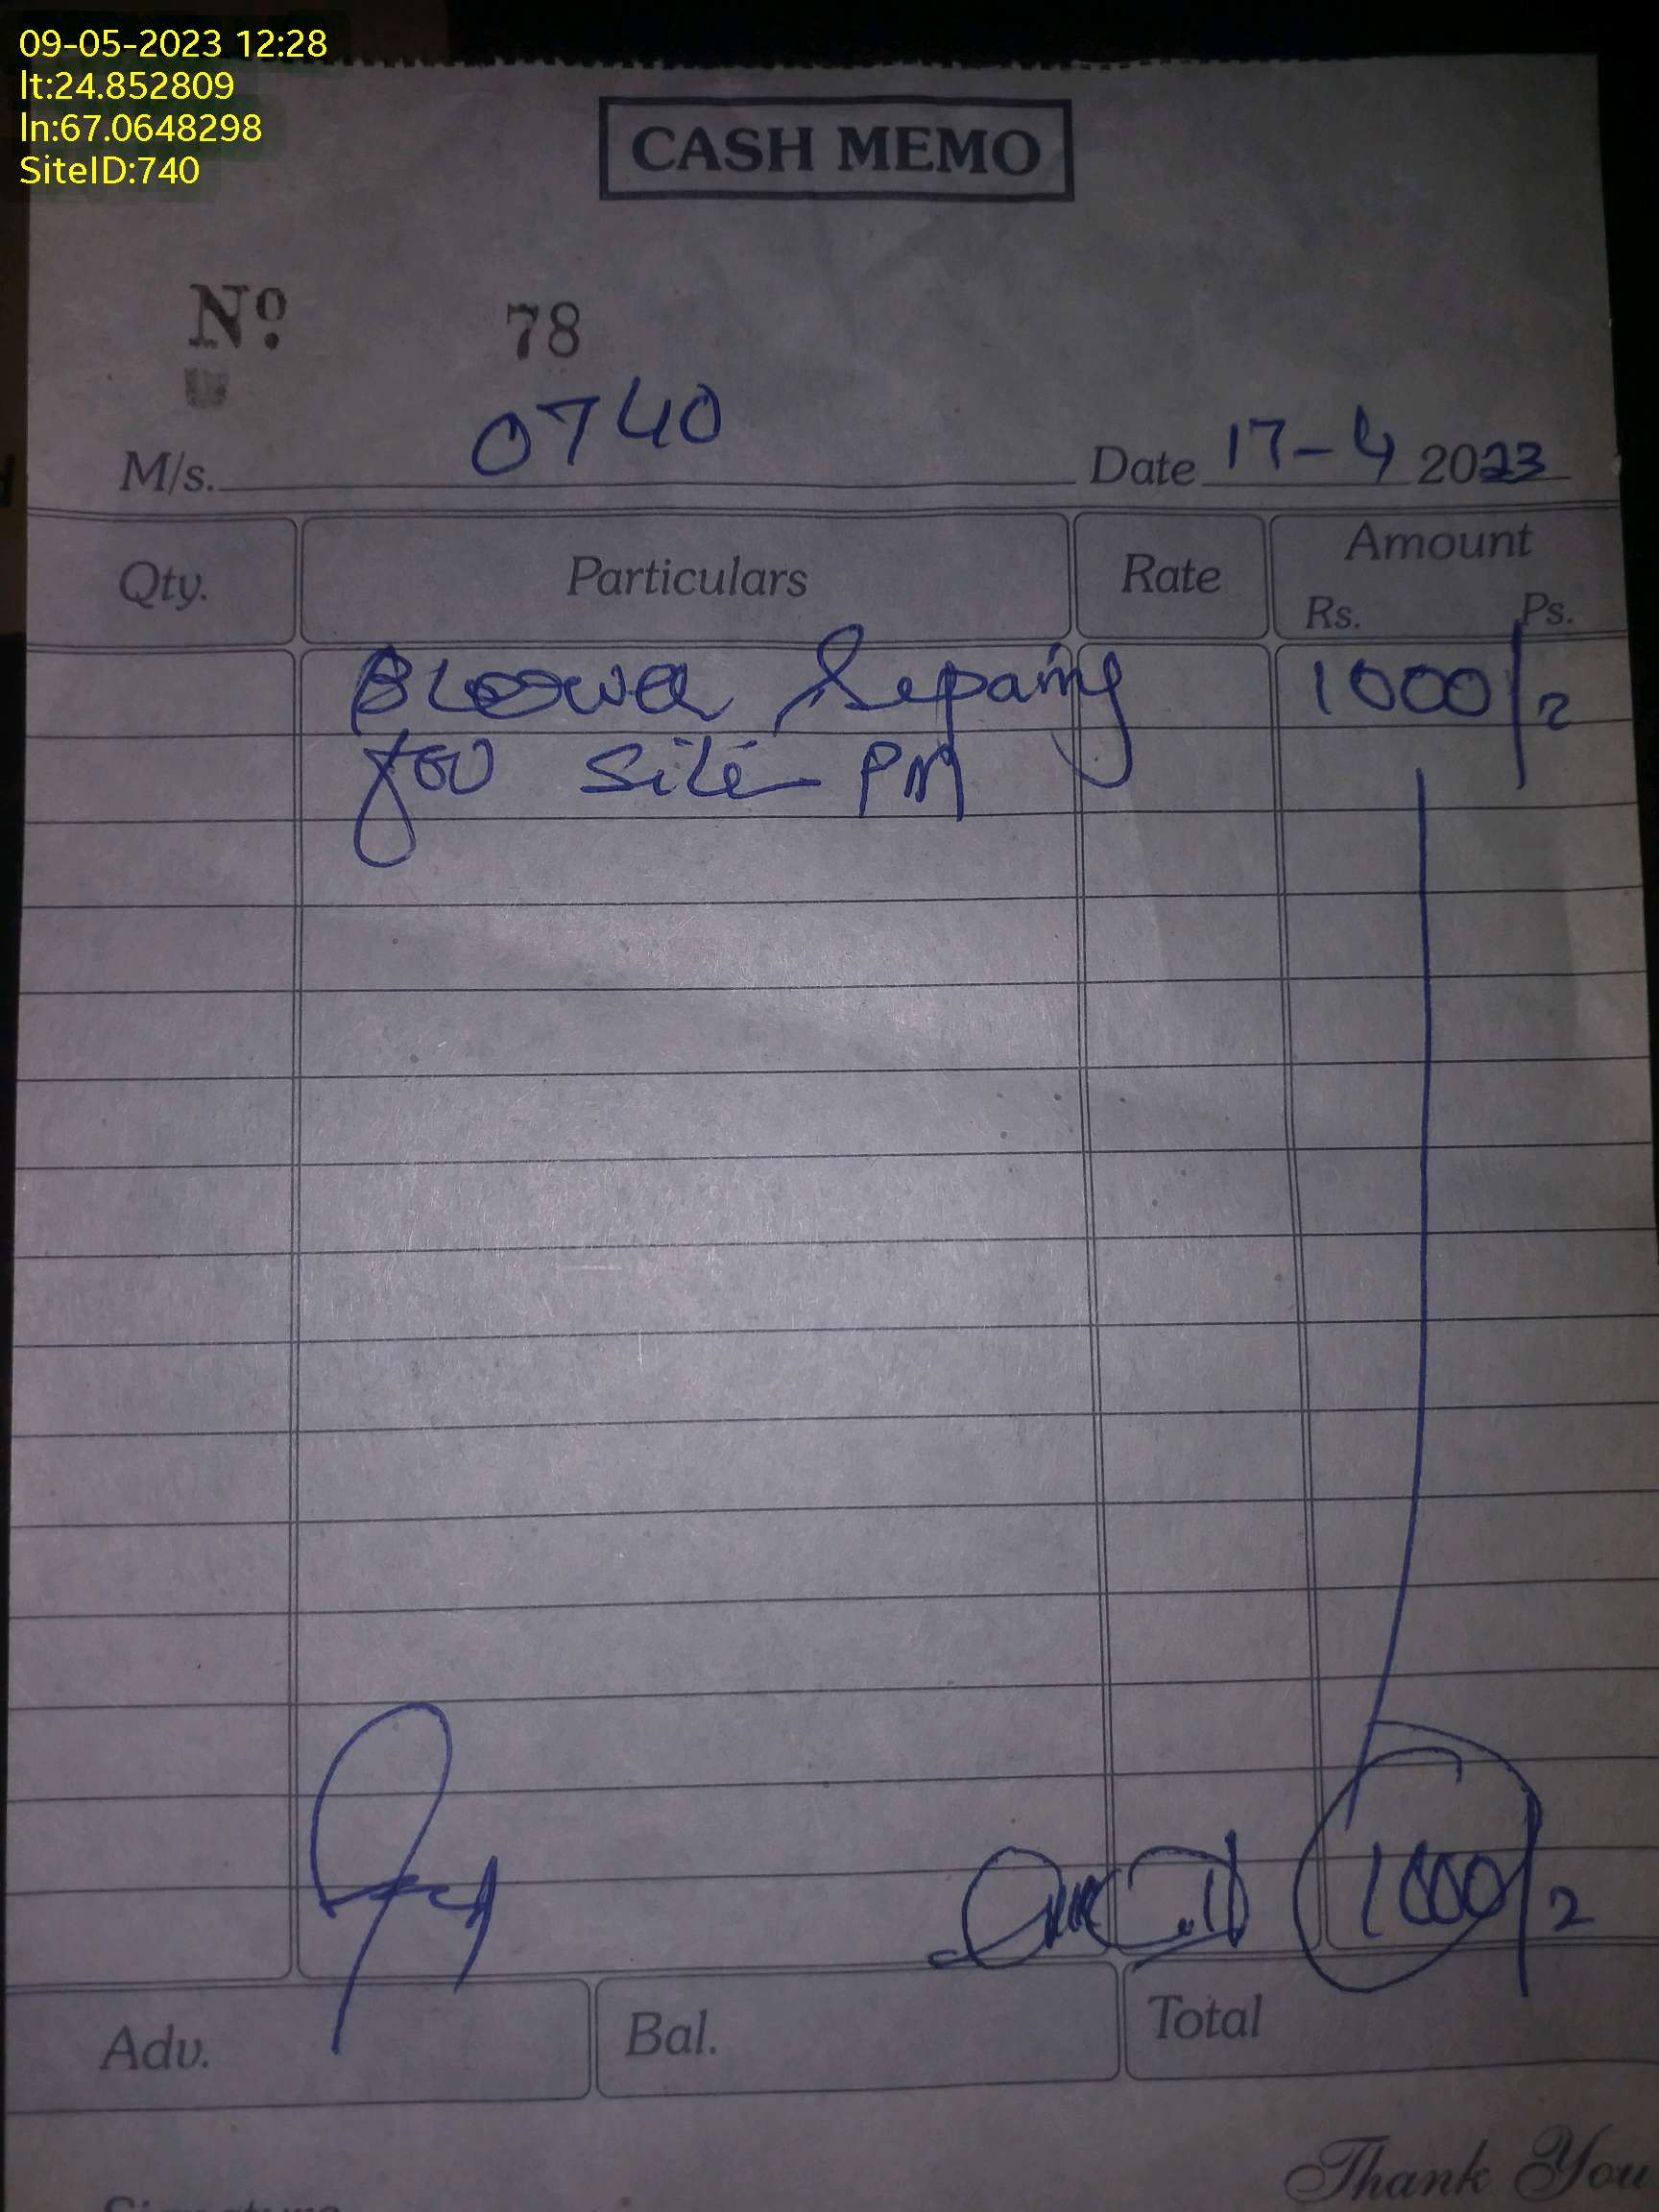 09-05-2023 12:28
lt:24.852809
ln:67.0648298
SiteID:740
CASH MEMO
Nº 78
M/s. 0740 Date 17-4 2023
Qty. Particulars Rate Amount
Rs. Ps.
Bloower Repairing 1000/=
for site PM
1000/=
Adv. Bal. Total
Thank You